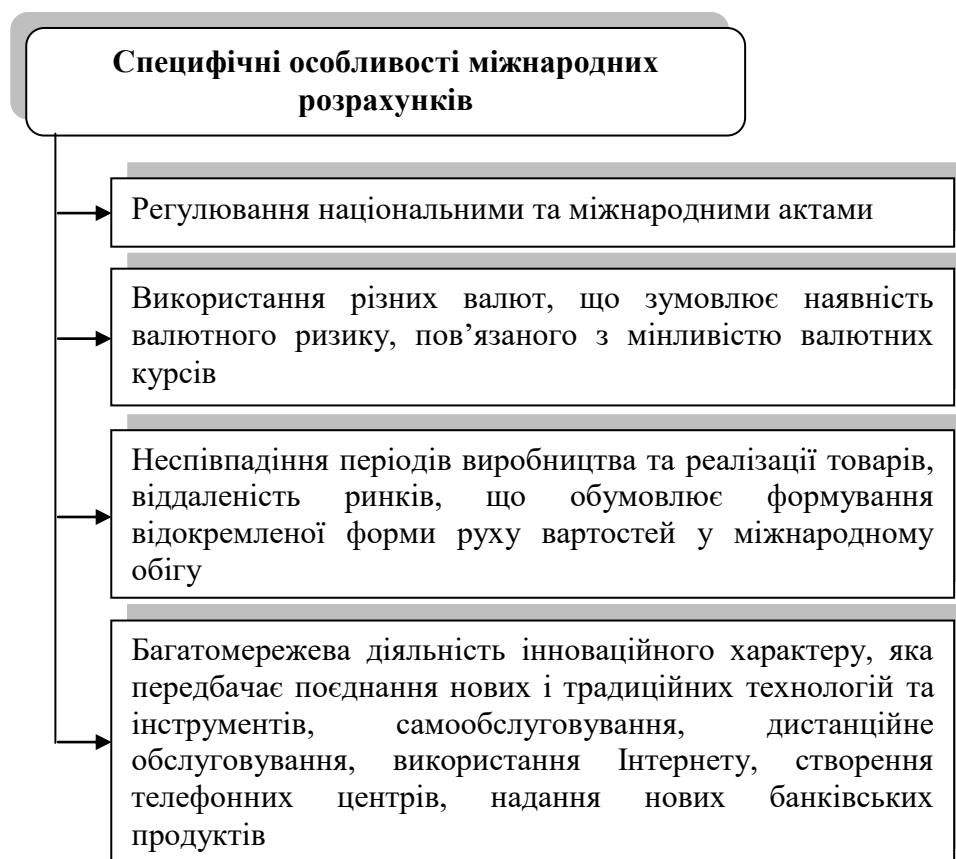 Специфічні особливості міжнародних
розрахунків
Регулювання національними та міжнародними актами
Використання різних валют, що зумовлює наявність
валютного ризику, пов’язаного з мінливістю валютних
курсів
Неспівпадіння періодів виробництва та реалізації товарів,
віддаленість ринків, що обумовлює формування
відокремленої форми руху вартостей у міжнародному
обігу
Багатомережева діяльність інноваційного характеру, яка
передбачає поєднання нових і традиційних технологій та
інструментів, самообслуговування, дистанційне
обслуговування, використання Інтернету, створення
телефонних центрів, надання нових банківських
продуктів